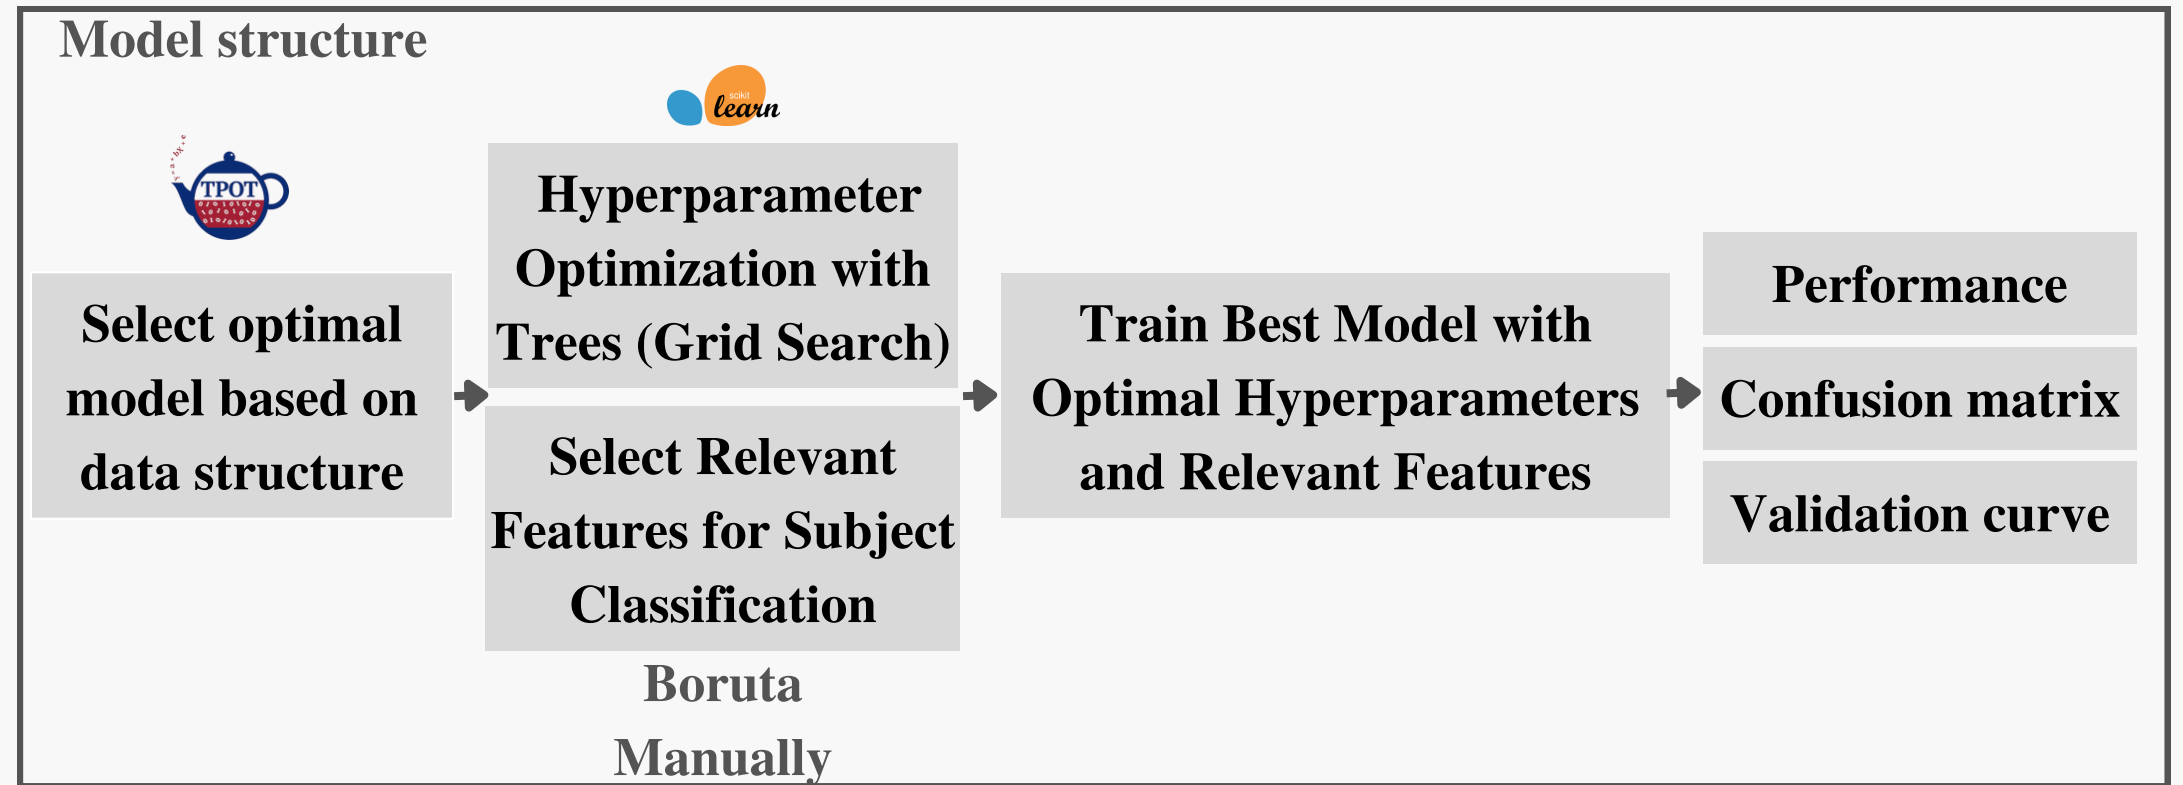 Model structure
TPOT
Select optimal
model based on
data structure
scikit
learn
Hyperparameter
Optimization with
Trees (Grid Search)
Select Relevant
Features for Subject
Classification
Boruta
Manually
Train Best Model with
Optimal Hyperparameters
and Relevant Features
Performance
Confusion matrix
Validation curve